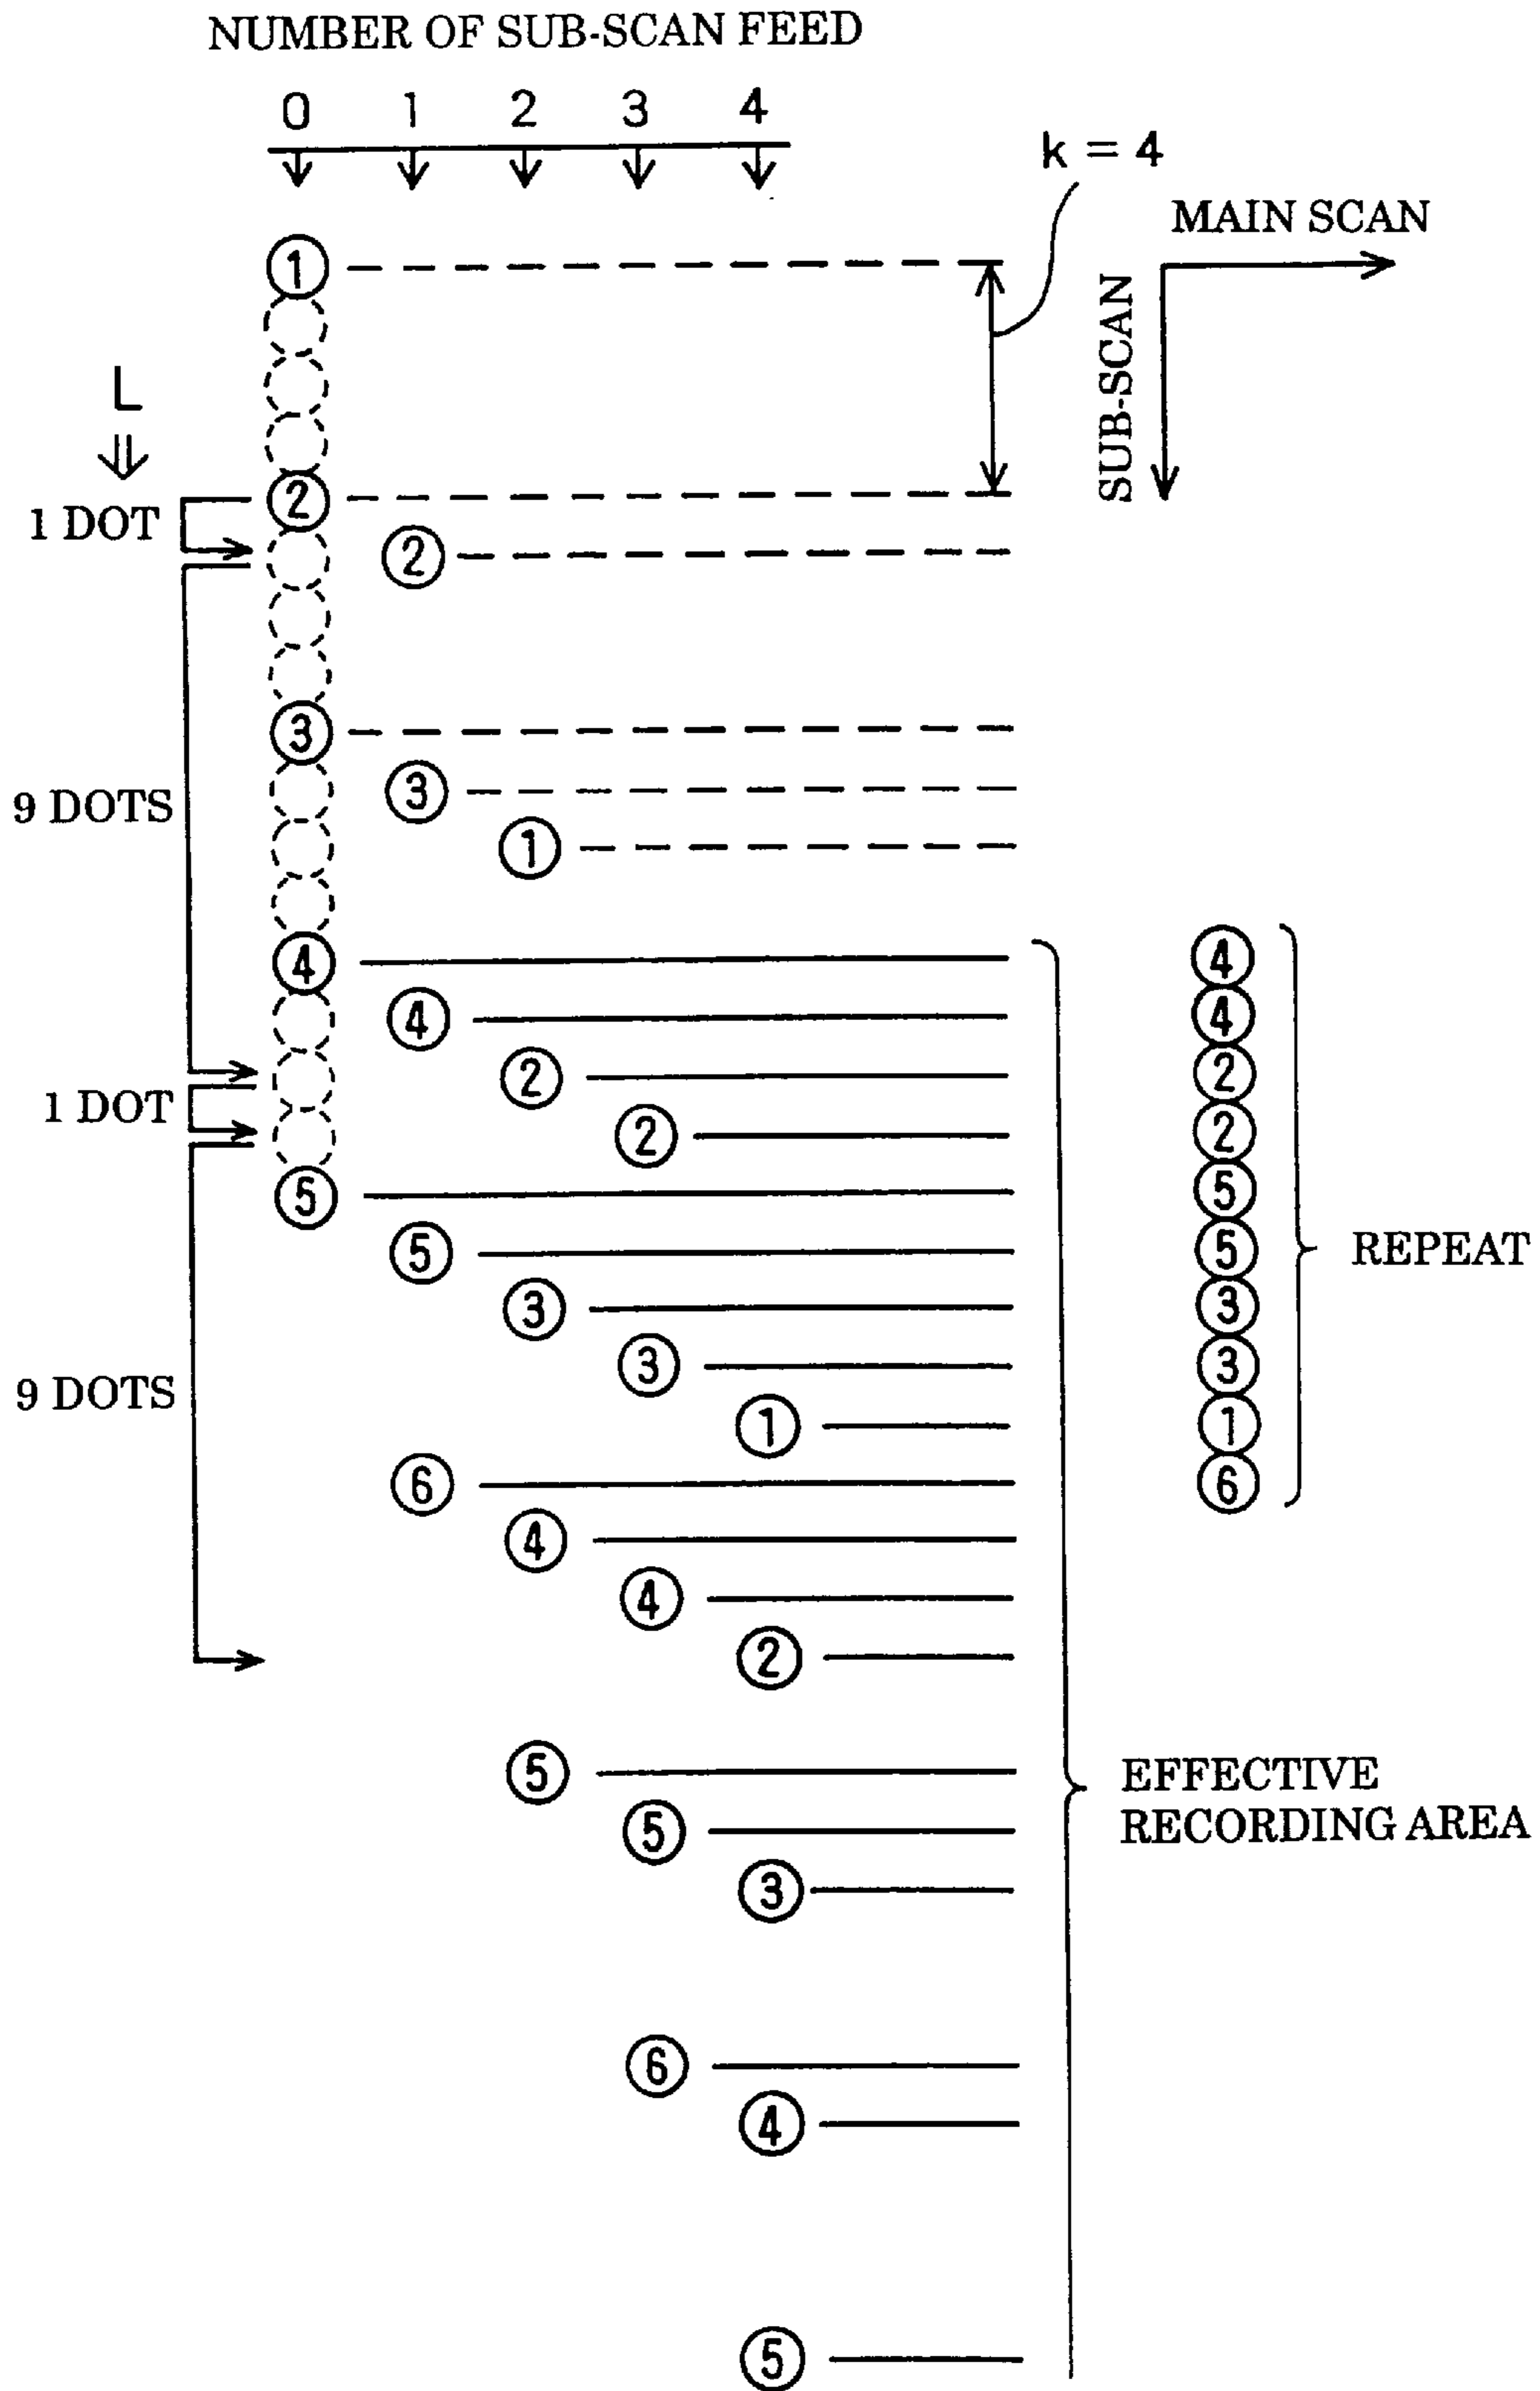 NUMBER OF SUB-SCAN FEED
0 1 2 3 4
k = 4
MAIN SCAN
SUB-SCAN
①
L
②
1 DOT
②
③
9 DOTS
③
①
④ ④
④ ④
② ②
1 DOT
② ②
⑤ ⑤
⑤ ⑤
REPEAT
③ ③
③ ③
9 DOTS
① ①
⑥ ⑥
④
④
②
⑤
EFFECTIVE
RECORDING AREA
⑤
③
⑥
④
⑤